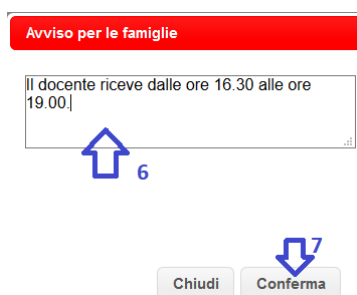 Avviso per le famiglie
Il docente riceve dalle ore 16.30 alle ore
19.00.
6
7
Chiudi Conferma